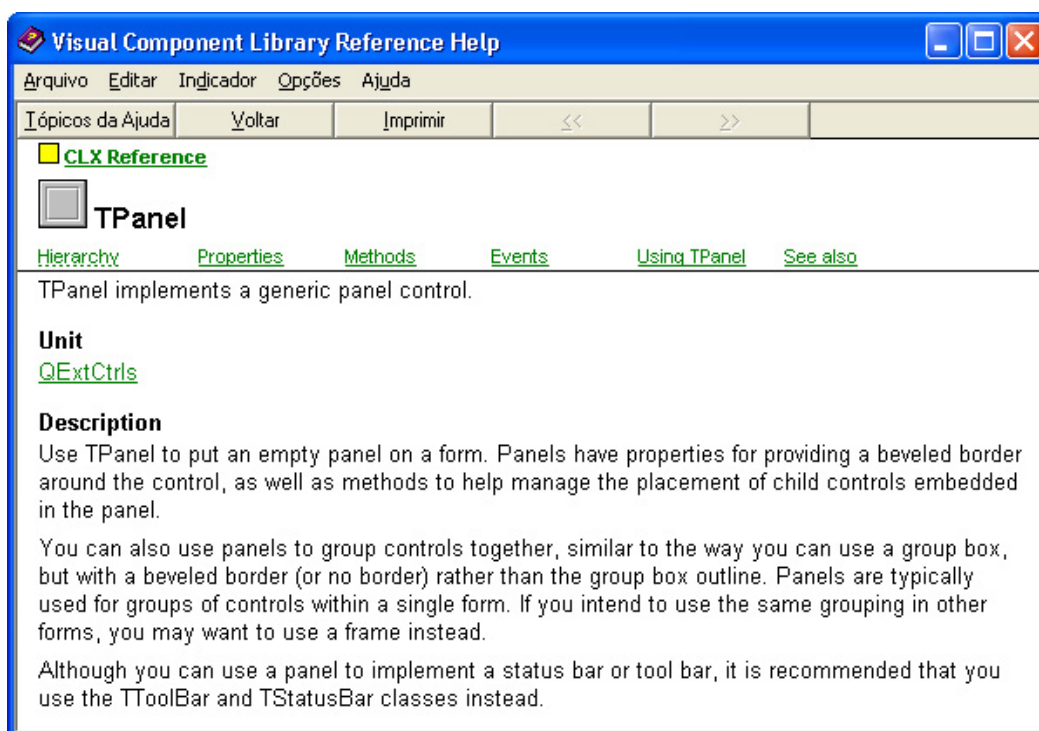 Visual Component Library Reference Help
Arquivo Editar Indicador Opções Ajuda
Tópicos da Ajuda Voltar Imprimir << >>
CLX Reference
TPanel
Hierarchy Properties Methods Events Using TPanel See also
TPanel implements a generic panel control.
Unit
QExtCtrls
Description
Use TPanel to put an empty panel on a form. Panels have properties for providing a beveled border
around the control, as well as methods to help manage the placement of child controls embedded
in the panel.
You can also use panels to group controls together, similar to the way you can use a group box,
but with a beveled border (or no border) rather than the group box outline. Panels are typically
used for groups of controls within a single form. If you intend to use the same grouping in other
forms, you may want to use a frame instead.
Although you can use a panel to implement a status bar or tool bar, it is recommended that you
use the TToolBar and TStatusBar classes instead.